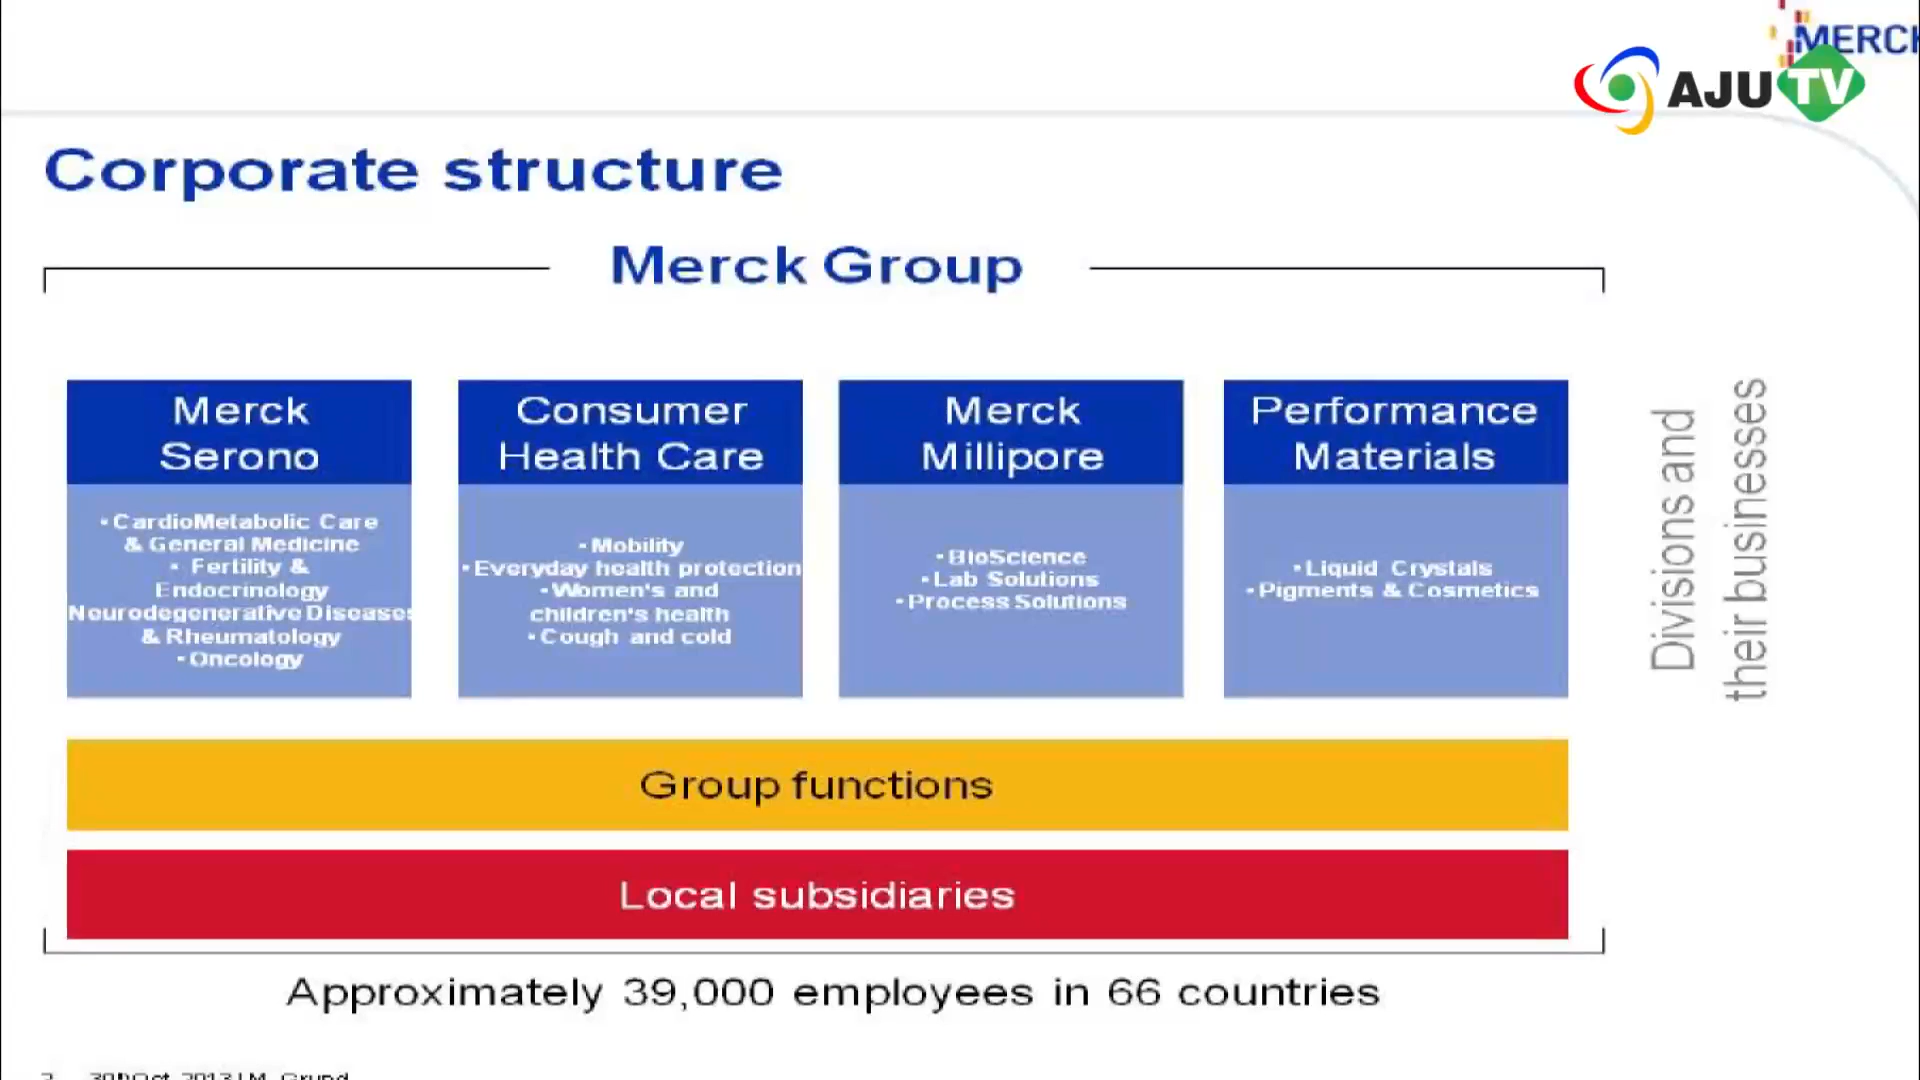 MERCK
AJU TV
Corporate structure
Merck Group
Merck
Serono
• CardioMetabolic Care
& General Medicine
• Fertility &
Endocrinology
Neurodegenerative Diseases
& Rheumatology
• Oncology
Consumer
Health Care
• Mobility
• Everyday health protection
• Women's and
children's health
• Cough and cold
Merck
Millipore
• BioScience
• Lab Solutions
• Process Solutions
Performance
Materials
• Liquid Crystals
• Pigments & Cosmetics
Divisions and
their businesses
Group functions
Local subsidiaries
Approximately 39,000 employees in 66 countries
Oct 2013 | M. Grund